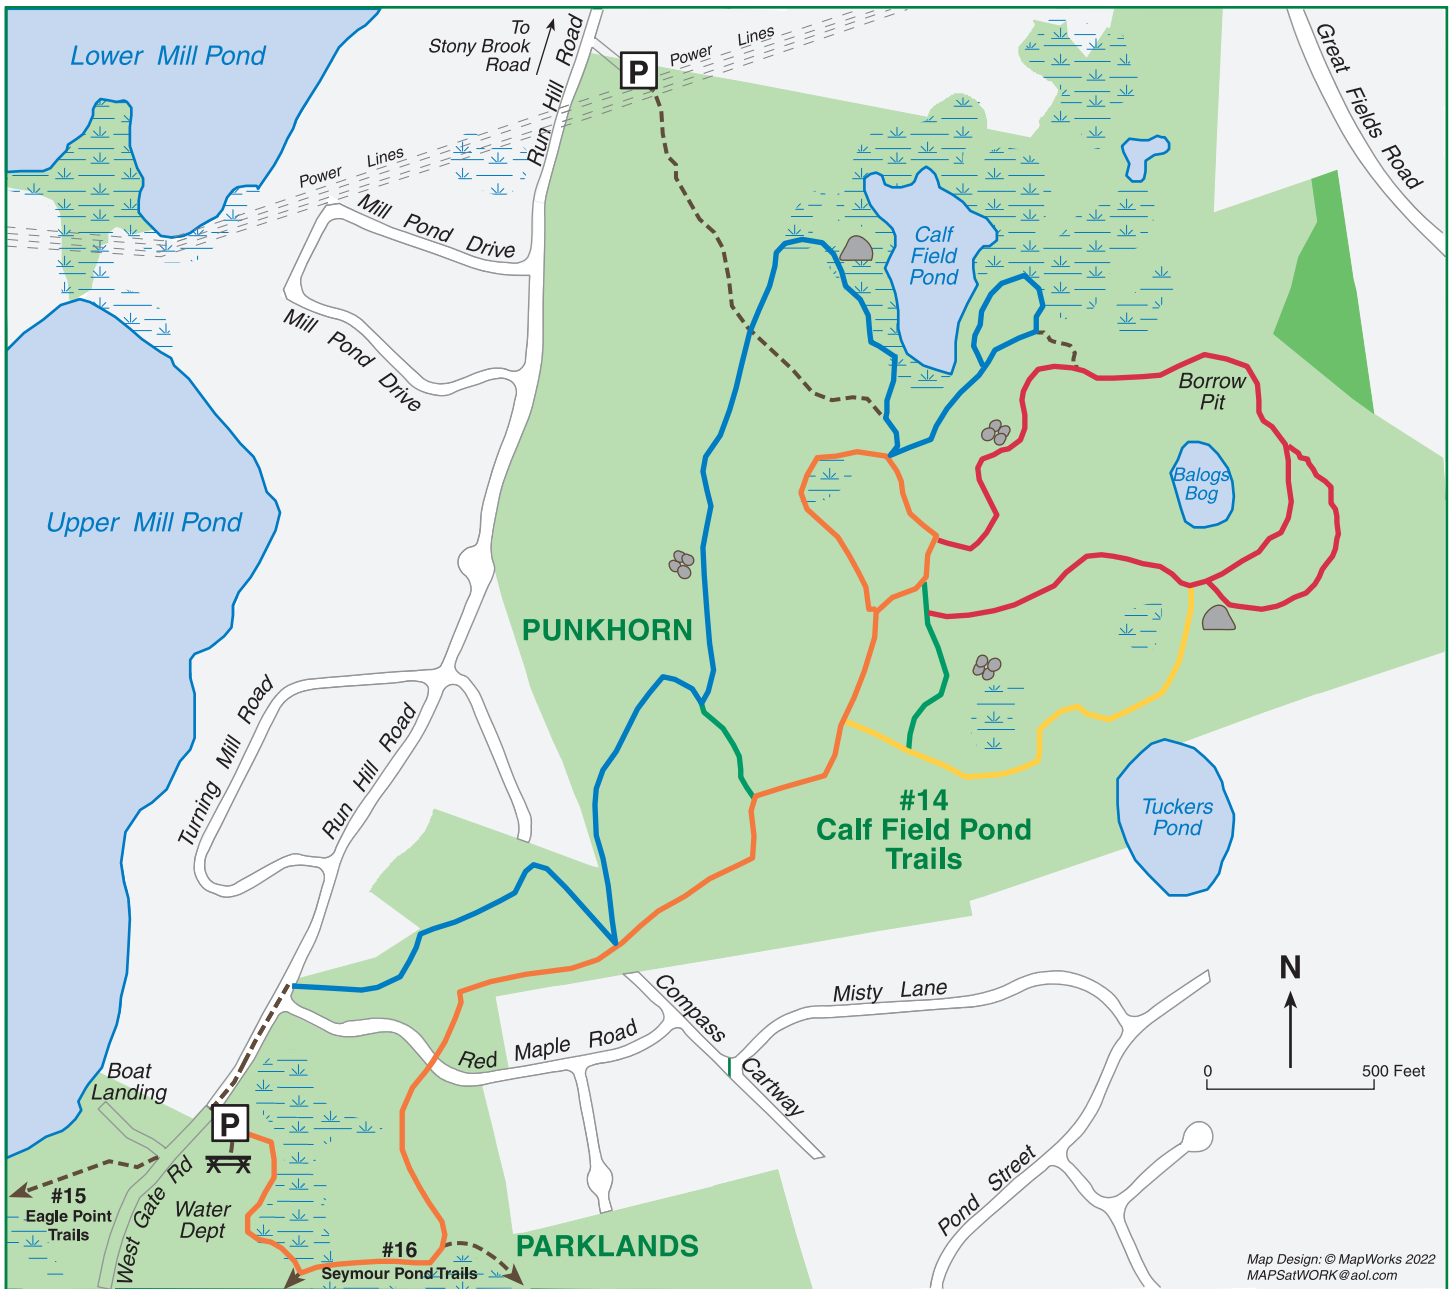 Lower Mill Pond
To
Stony Brook
Road
Run Hill Road
P
Power Lines
Power Lines
Great Fields Road
Mill Pond Drive
Mill Pond Drive
Calf
Field
Pond
Borrow
Pit
Balogs
Bog
Upper Mill Pond
PUNKHORN
Turning Mill Road
Run Hill Road
#14
Calf Field Pond
Trails
Tuckers
Pond
N
0 500 Feet
Misty Lane
Compass
Cartway
Red Maple Road
Boat
Landing
P
Pond Street
#15
Eagle Point
Trails
West Gate Rd
Water
Dept
#16
Seymour Pond Trails
PARKLANDS
Map Design: © MapWorks 2022
MAPSatWORK@aol.com